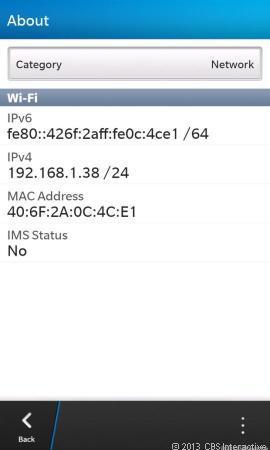 About
Category Network
Wi-Fi
IPv6
fe80::426f:2aff:fe0c:4ce1 /64
IPv4
192.168.1.38 /24
MAC Address
40:6F:2A:0C:4C:E1
IMS Status
No
Back
© 2013 CBS Interactive